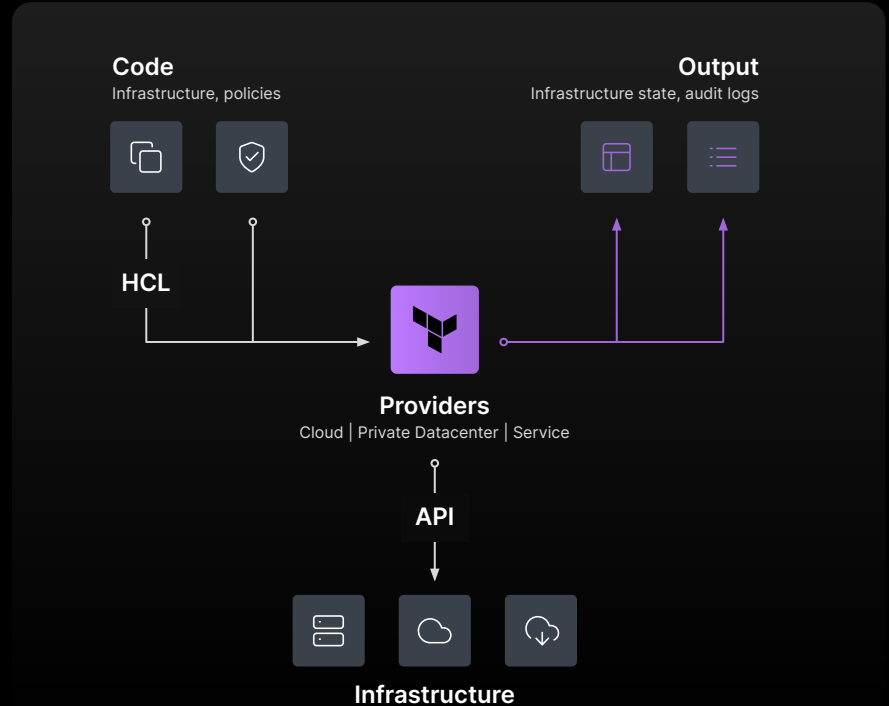 Code
Infrastructure, policies
Output
Infrastructure state, audit logs
HCL
Providers
Cloud | Private Datacenter | Service
API
Infrastructure